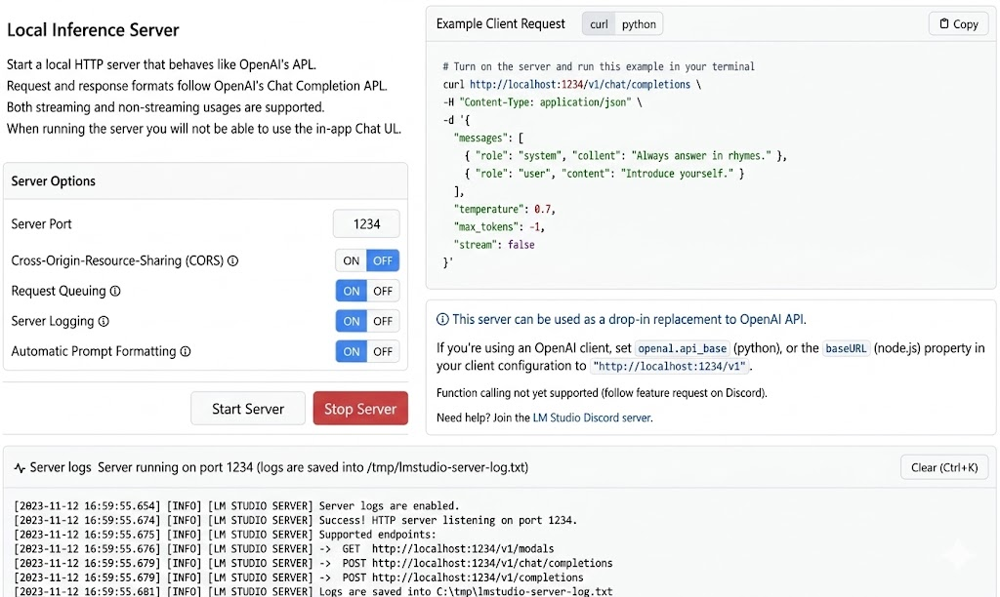 Local Inference Server
Start a local HTTP server that behaves like OpenAI's APL.
Request and response formats follow OpenAI's Chat Completion APL.
Both streaming and non-streaming usages are supported.
When running the server you will not be able to use the in-app Chat UL.
Server Options
Server Port 1234
Cross-Origin-Resource-Sharing (CORS) ON OFF
Request Queuing ON OFF
Server Logging ON OFF
Automatic Prompt Formatting ON OFF
Start Server Stop Server
Example Client Request curl python Copy
# Turn on the server and run this example in your terminal
curl http://localhost:1234/v1/chat/completions \
-H "Content-Type: application/json" \
-d '{
"messages": [
{ "role": "system", "collent": "Always answer in rhymes." },
{ "role": "user", "content": "Introduce yourself." }
],
"temperature": 0.7,
"max_tokens": -1,
"stream": false
}'
This server can be used as a drop-in replacement to OpenAI API.
If you're using an OpenAI client, set openal.api_base (python), or the baseURL (node.js) property in
your client configuration to "http://localhost:1234/v1".
Function calling not yet supported (follow feature request on Discord).
Need help? Join the LM Studio Discord server.
Server logs Server running on port 1234 (logs are saved into /tmp/lmstudio-server-log.txt) Clear (Ctrl+K)
[2023-11-12 16:59:55.654] [INFO] [LM STUDIO SERVER] Server logs are enabled.
[2023-11-12 16:59:55.674] [INFO] [LM STUDIO SERVER] Success! HTTP server listening on port 1234.
[2023-11-12 16:59:55.675] [INFO] [LM STUDIO SERVER] Supported endpoints:
[2023-11-12 16:59:55.676] [INFO] [LM STUDIO SERVER] -> GET http://localhost:1234/v1/modals
[2023-11-12 16:59:55.679] [INFO] [LM STUDIO SERVER] -> POST http://localhost:1234/v1/chat/completions
[2023-11-12 16:59:55.679] [INFO] [LM STUDIO SERVER] -> POST http://localhost:1234/v1/completions
[2023-11-12 16:59:55.681] [INFO] [LM STUDIO SERVER] Logs are saved into C:\tmp\lmstudio-server-log.txt